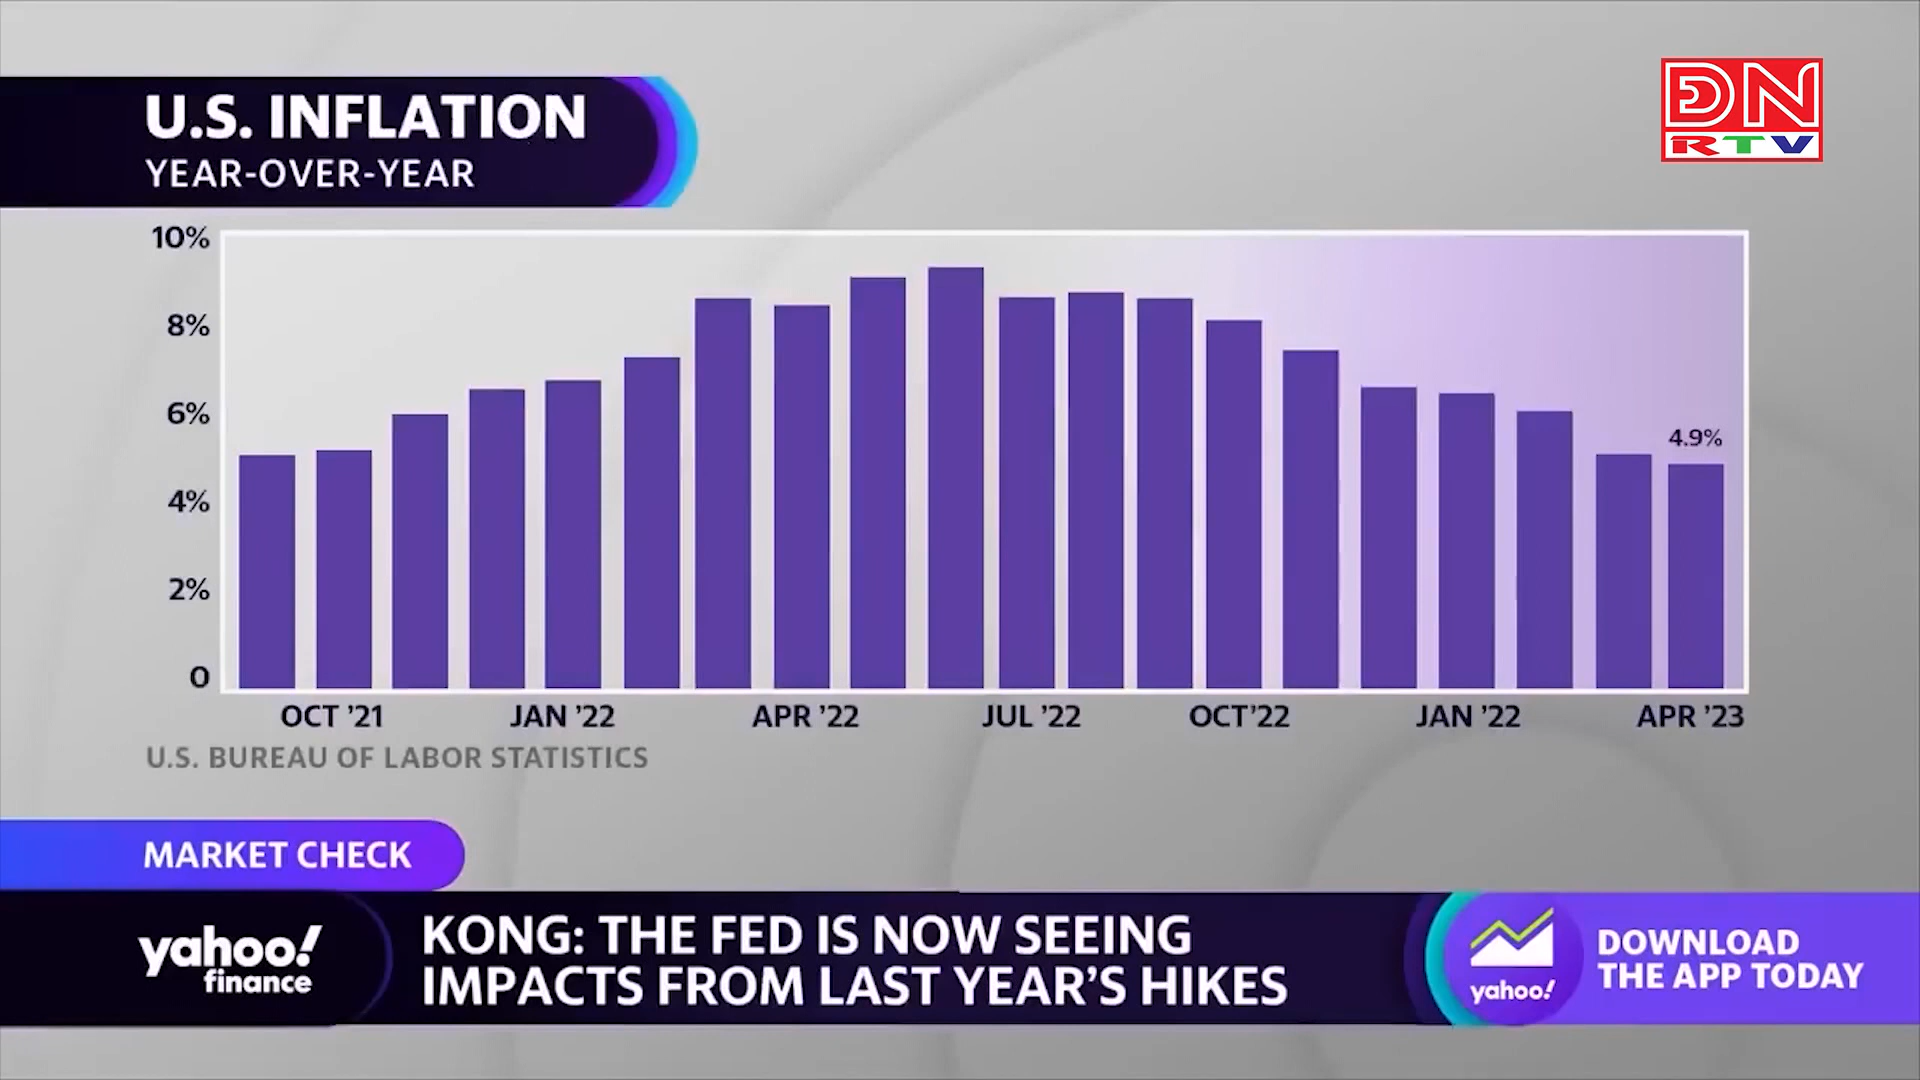 DN
RTV
U.S. INFLATION
YEAR-OVER-YEAR
10%
8%
6%
4%
2%
0
4.9%
OCT ’21
JAN ’22
APR ’22
JUL ’22
OCT’22
JAN ’22
APR ’23
U.S. BUREAU OF LABOR STATISTICS
MARKET CHECK
yahoo!
finance
KONG: THE FED IS NOW SEEING
IMPACTS FROM LAST YEAR’S HIKES
yahoo!
DOWNLOAD
THE APP TODAY